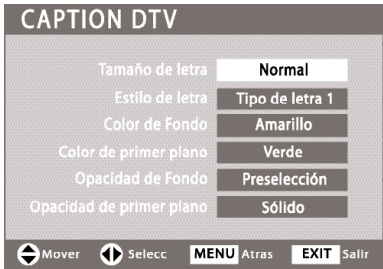 CAPTION DTV
Tamaño de letra Normal
Estilo de letra Tipo de letra 1
Color de Fondo Amarillo
Color de primer plano Verde
Opacidad de Fondo Preselección
Opacidad de primer plano Sólido
Mover Selecc MENU Atras EXIT Salir